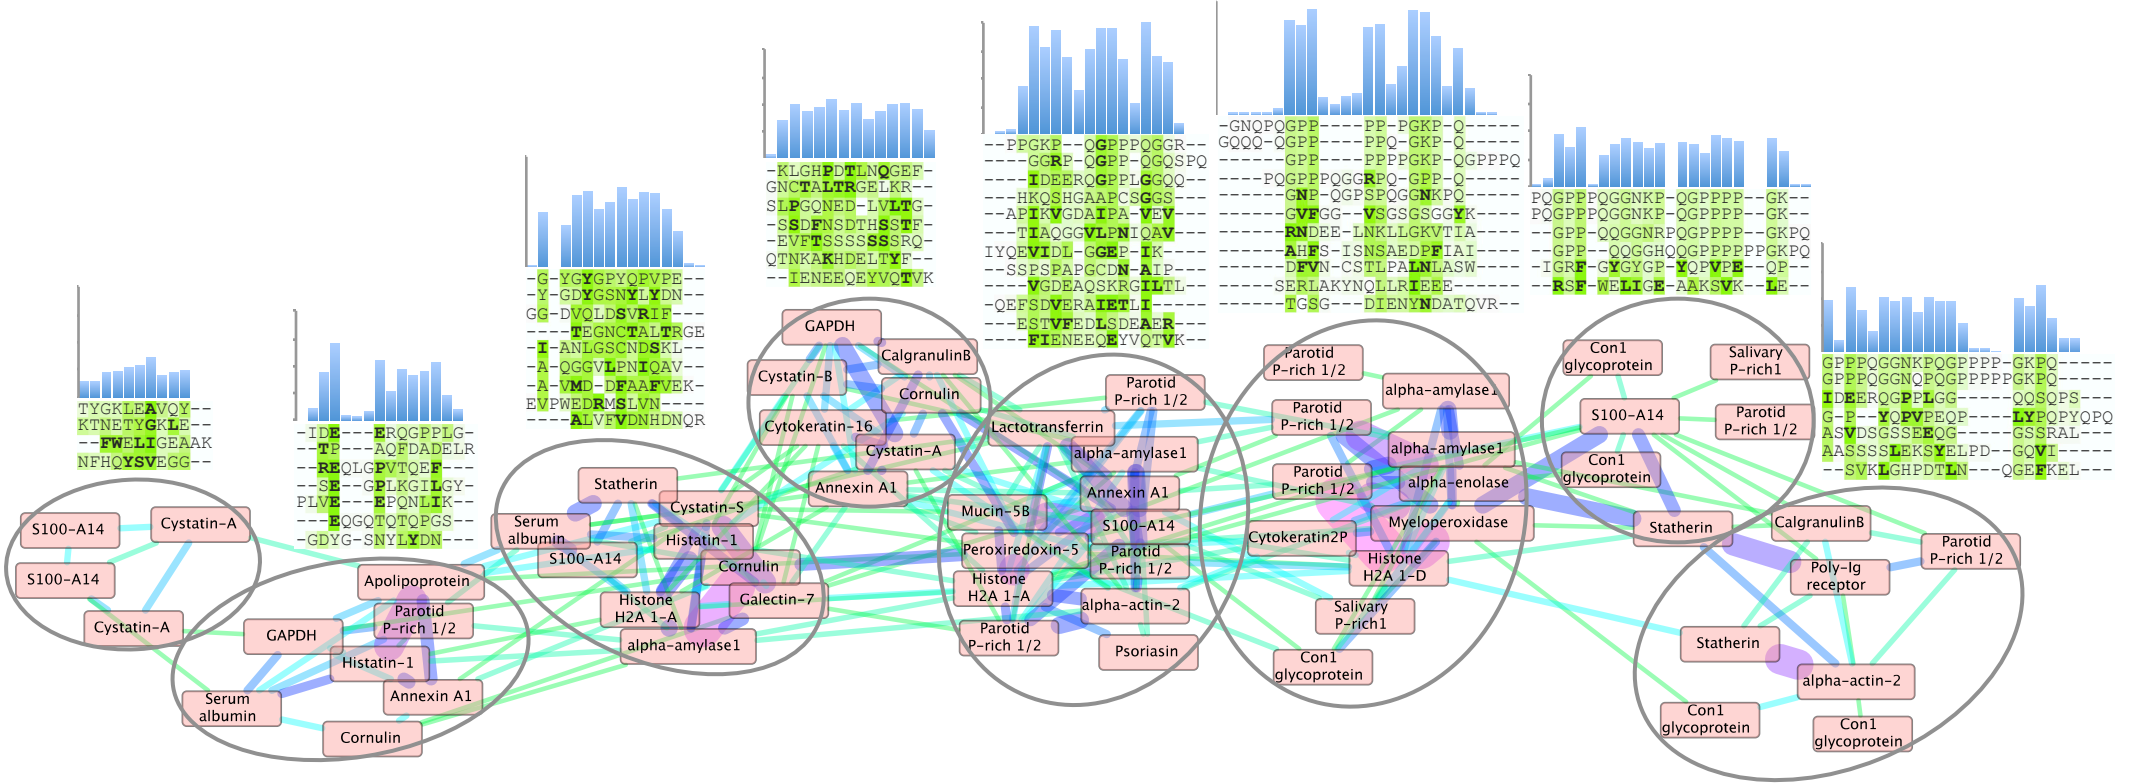 TYGKLEAVQY--
KTNETYGKLE--
--FWELIGEAAK
NFHQYSVEGG--
S100-A14
Cystatin-A
S100-A14
Cystatin-A
-IDE---ERQGPPLG-
-TP----AQFDADELR
-REQLGPVTQEF---
-SE---GPLKGILGY-
PLVE---EPQNLIK--
---EQGQTQTQPGS--
-GDYG-SNYLYDN---
Apolipoprotein
GAPDH
Parotid
P-rich 1/2
Histatin-1
Annexin A1
Serum
albumin
Cornulin
-G-YGYGPYQPVPE--
-Y-GDYGSNYLYDN--
GG-DVQLDSVRIF---
----TEGNCTALTRGE
-I-ANLGSCNDSKL--
-A-QGGVLPNIQAV--
-A-VMD-DFAAFVEK-
EVPWEDRMSLVN----
----ALVFVDNHDNQR
Statherin
Cystatin-S
Serum
albumin
Histatin-1
S100-A14
Cornulin
Histone
H2A 1-A
Galectin-7
alpha-amylase1
-KLGHPDTLNQGEF-
GNCTALTRGELKR--
SLPGQNED-LVLTG-
-SSDFNSDTHSSTF-
-EVFTSSSSSSSRQ-
QTNKAKHDELTYF--
--IENEEQEYVQTVK
GAPDH
CalgranulinB
Cystatin-B
Cornulin
Cytokeratin-16
Cystatin-A
Annexin A1
--PPGKP--QGPPPQGGR--
----GGRP-QGPP-QGQSPQ
----IDEERQGPPLGGQQ--
---HKQSHGAAPCSGGS---
--APIKVGDAIPA-VEV---
---TIAQGGVLPNIQAV---
IYQEVIDL-GGEP-IK----
--SSPSPAPGCDN-AIP---
----VGDEAQSKRGILTL--
-QEFSDVERAIETLI-----
---ESTVFEDLSDEAER---
----FIENEEQEYVQTVK--
Parotid
P-rich 1/2
Lactotransferrin
alpha-amylase1
Annexin A1
Mucin-5B
S100-A14
Peroxiredoxin-5
Parotid
P-rich 1/2
Histone
H2A 1-A
alpha-actin-2
Parotid
P-rich 1/2
Psoriasin
-GNQPQGPP----PP-PGKP-Q-----
GQQQ-QGPP----PPQ-GKP-Q-----
------GPP----PPPPGKP-QGPPPQ
----PQGPPPQGGRPQ-GPP-Q-----
------GNP-QGPSPQGGNKPQ-----
------GVFGG--VSGSGSGGYK----
------RNDEE-LNKLLGKVTIA----
------AHFS-ISNSAEDPFIAI----
------DFVN-CSTLPALNLASW----
-----SERLAKYNQLLRIEEE------
------TGSG---DIENYNDATQVR--
Parotid
P-rich 1/2
alpha-amylase1
Parotid
P-rich 1/2
alpha-amylase1
Parotid
P-rich 1/2
alpha-enolase
Myeloperoxidase
Cytokeratin2P
Histone
H2A 1-D
Salivary
P-rich1
Con1
glycoprotein
PQGPPPQGGNKP-QGPPPP--GK--
PQGPPPQGGNKP-QGPPPP--GK--
--GPP-QQGGNRPQGPPPP--GKPQ
--GPP--QQGGHQQGPPPPPPGKPQ
-IGRF-GYGYGP-YQPVPE--QP--
--RSF-WELIGE-AAKSVK--LE--
Con1
glycoprotein
Salivary
P-rich1
S100-A14
Parotid
P-rich 1/2
Con1
glycoprotein
Statherin
GPPPQGGNKPQGPPPP-GKPQ-----
GPPPQGGNQPQGPPPPGKPQ-----
IDEERQGPPLGG-----QQSQPS---
G-P--YQPVPEQP----LYPQPYQPQ
ASVDSGSSEEQG-----GSSRAL---
AASSSSLEKSYELPD--GQVI-----
--SVKLGHPDTLN---QGEFKEL---
CalgranulinB
Parotid
P-rich 1/2
Poly-Ig
receptor
Statherin
alpha-actin-2
Con1
glycoprotein
Con1
glycoprotein